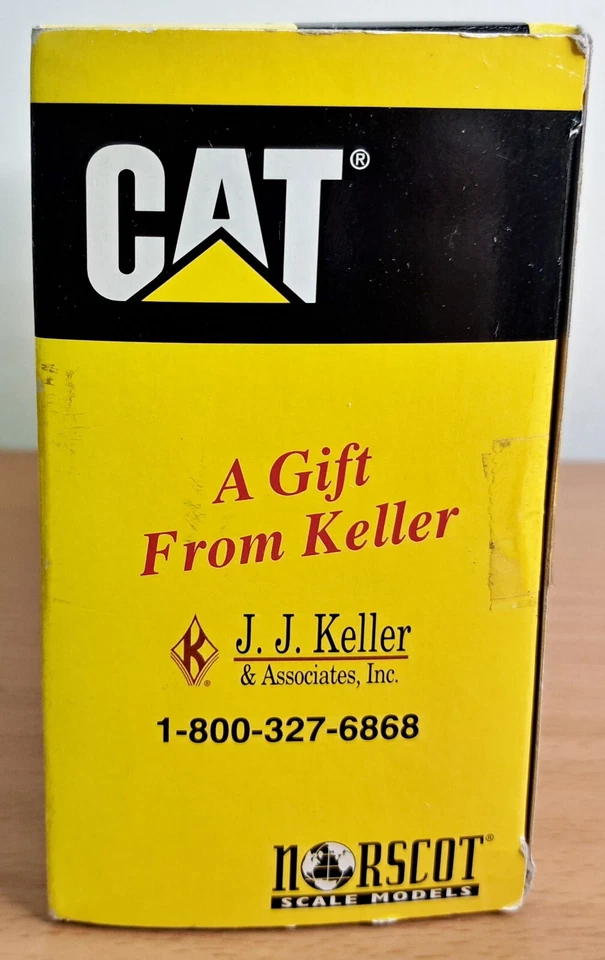 CAT®
A Gift
From Keller
K®
J. J. Keller
& Associates, Inc.
1-800-327-6868
NORSCOT®
SCALE MODELS